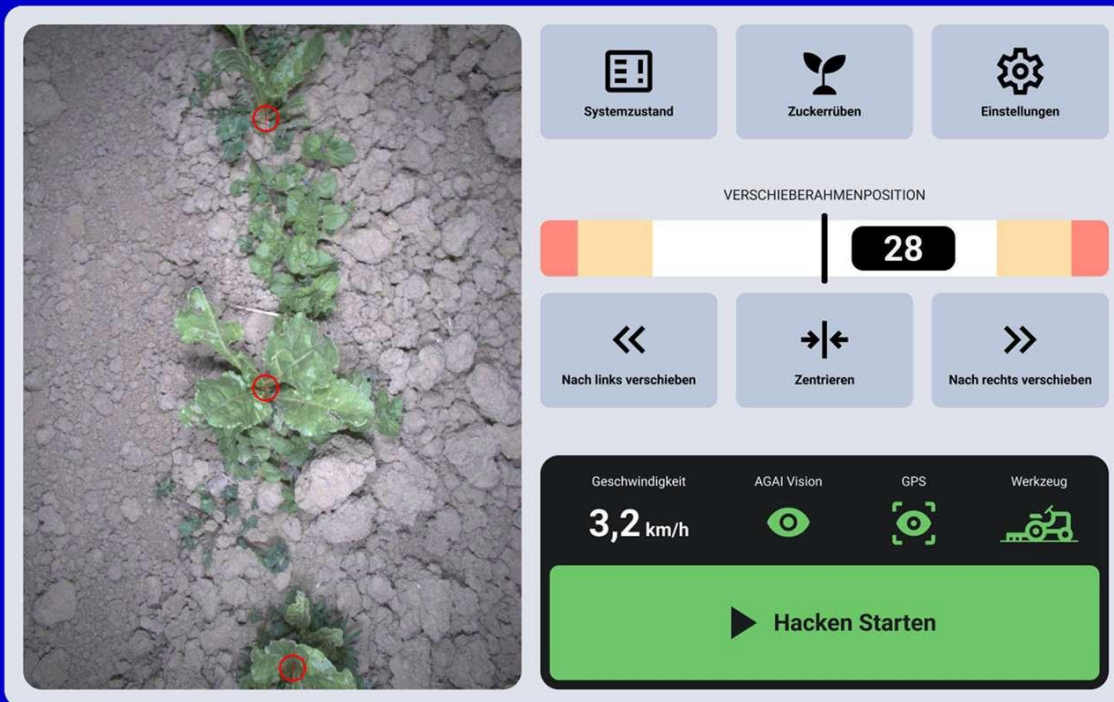 Systemzustand
Zuckerrüben
Einstellungen
VERSCHIEBERAHMENPOSITION
28
Nach links verschieben
Zentrieren
Nach rechts verschieben
Geschwindigkeit
AGAI Vision
GPS
Werkzeug
3,2 km/h
Hacken Starten